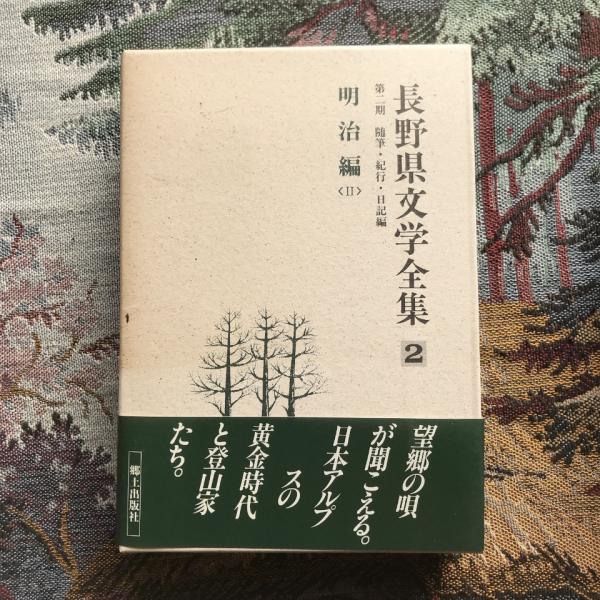 長野県文学全集 2
第二期 随筆・紀行・日記編
明治編〈II〉
望郷の唄
が聞こえる。
日本アルプ
スの
黄金時代
と登山家
たち。
郷土出版社